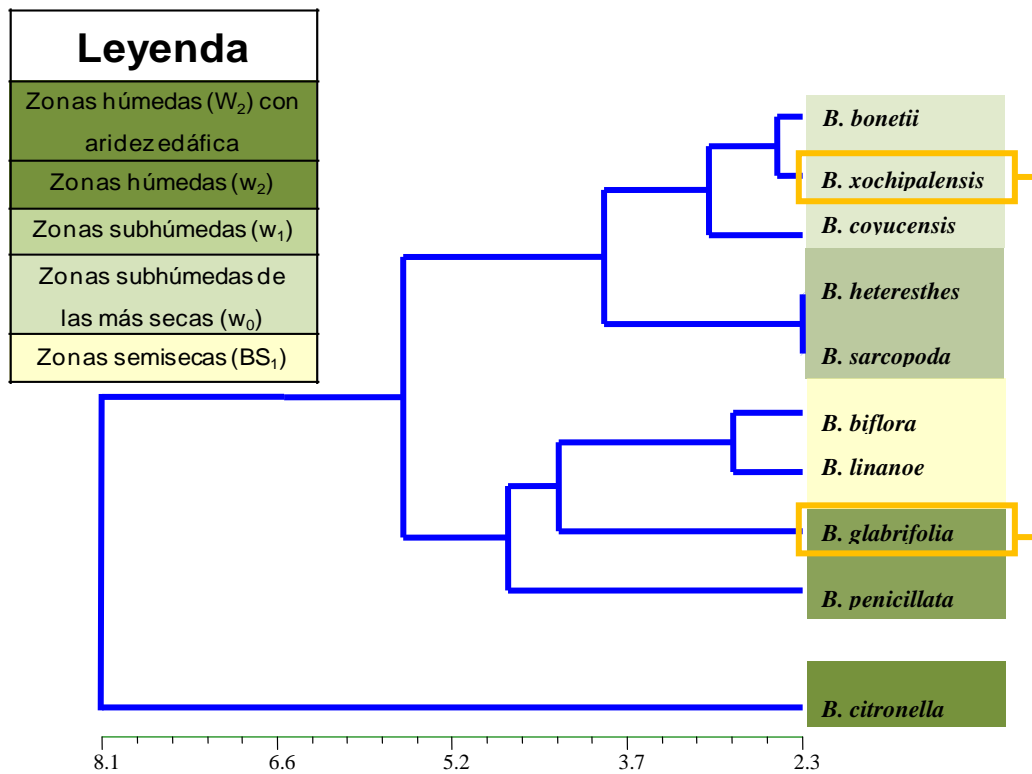 Leyenda
Zonas húmedas (W₂) con
aridez edáfica
Zonas húmedas (w₂)
Zonas subhúmedas (w₁)
Zonas subhúmedas de
las más secas (w₀)
Zonas semisecas (BS₁)
B. bonetii
B. xochipalensis
B. coyucensis
B. heteresthes
B. sarcopoda
B. biflora
B. linanoe
B. glabrifolia
B. penicillata
B. citronella
8.1 6.6 5.2 3.7 2.3